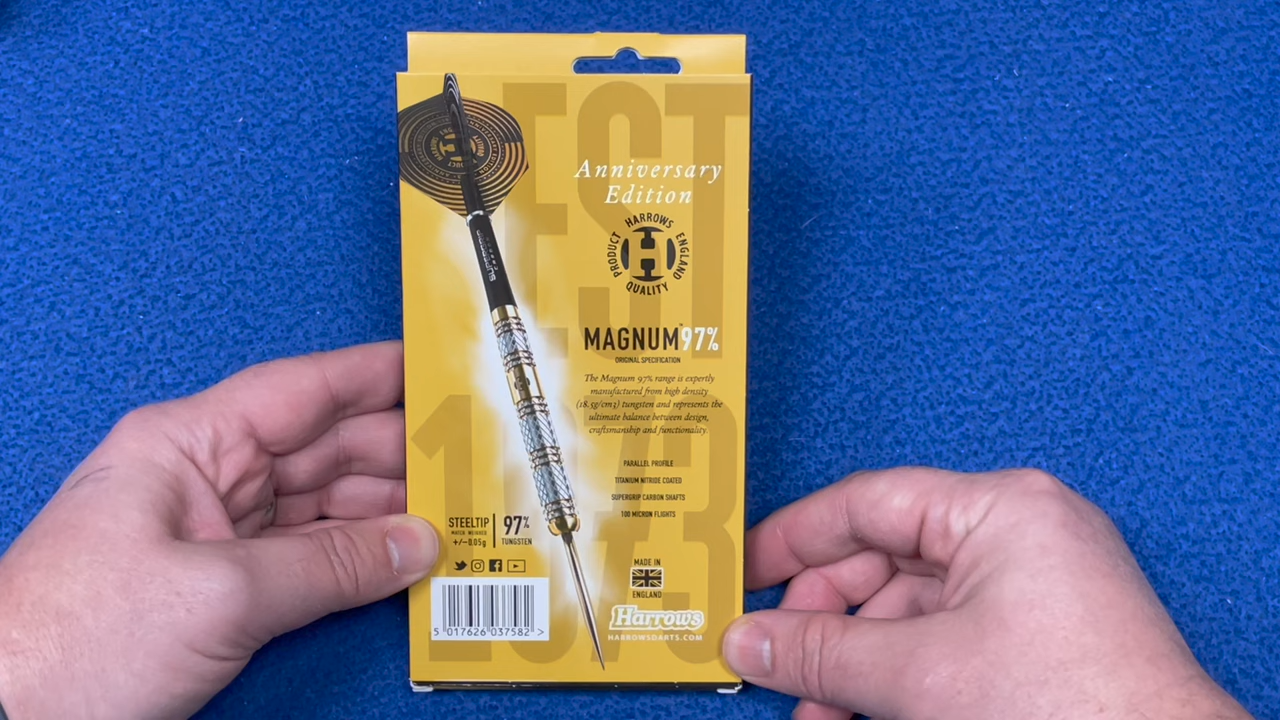 EST
1973
Anniversary
Edition
HARROWS
ENGLAND
QUALITY
PRODUCT
H
MAGNUM™97%
ORIGINAL SPECIFICATION
The Magnum 97% range is expertly
manufactured from high density
(18.5g/cm3) tungsten and represents the
ultimate balance between design,
craftsmanship and functionality.
PARALLEL PROFILE
TITANIUM NITRIDE COATED
SUPERGRIP CARBON SHAFTS
100 MICRON FLIGHTS
STEELTIP
MATCH WEIGHED
+/-0.05g
97%
TUNGSTEN
MADE IN
ENGLAND
Harrows
HARROWSDARTS.COM
5 017626 037582 >